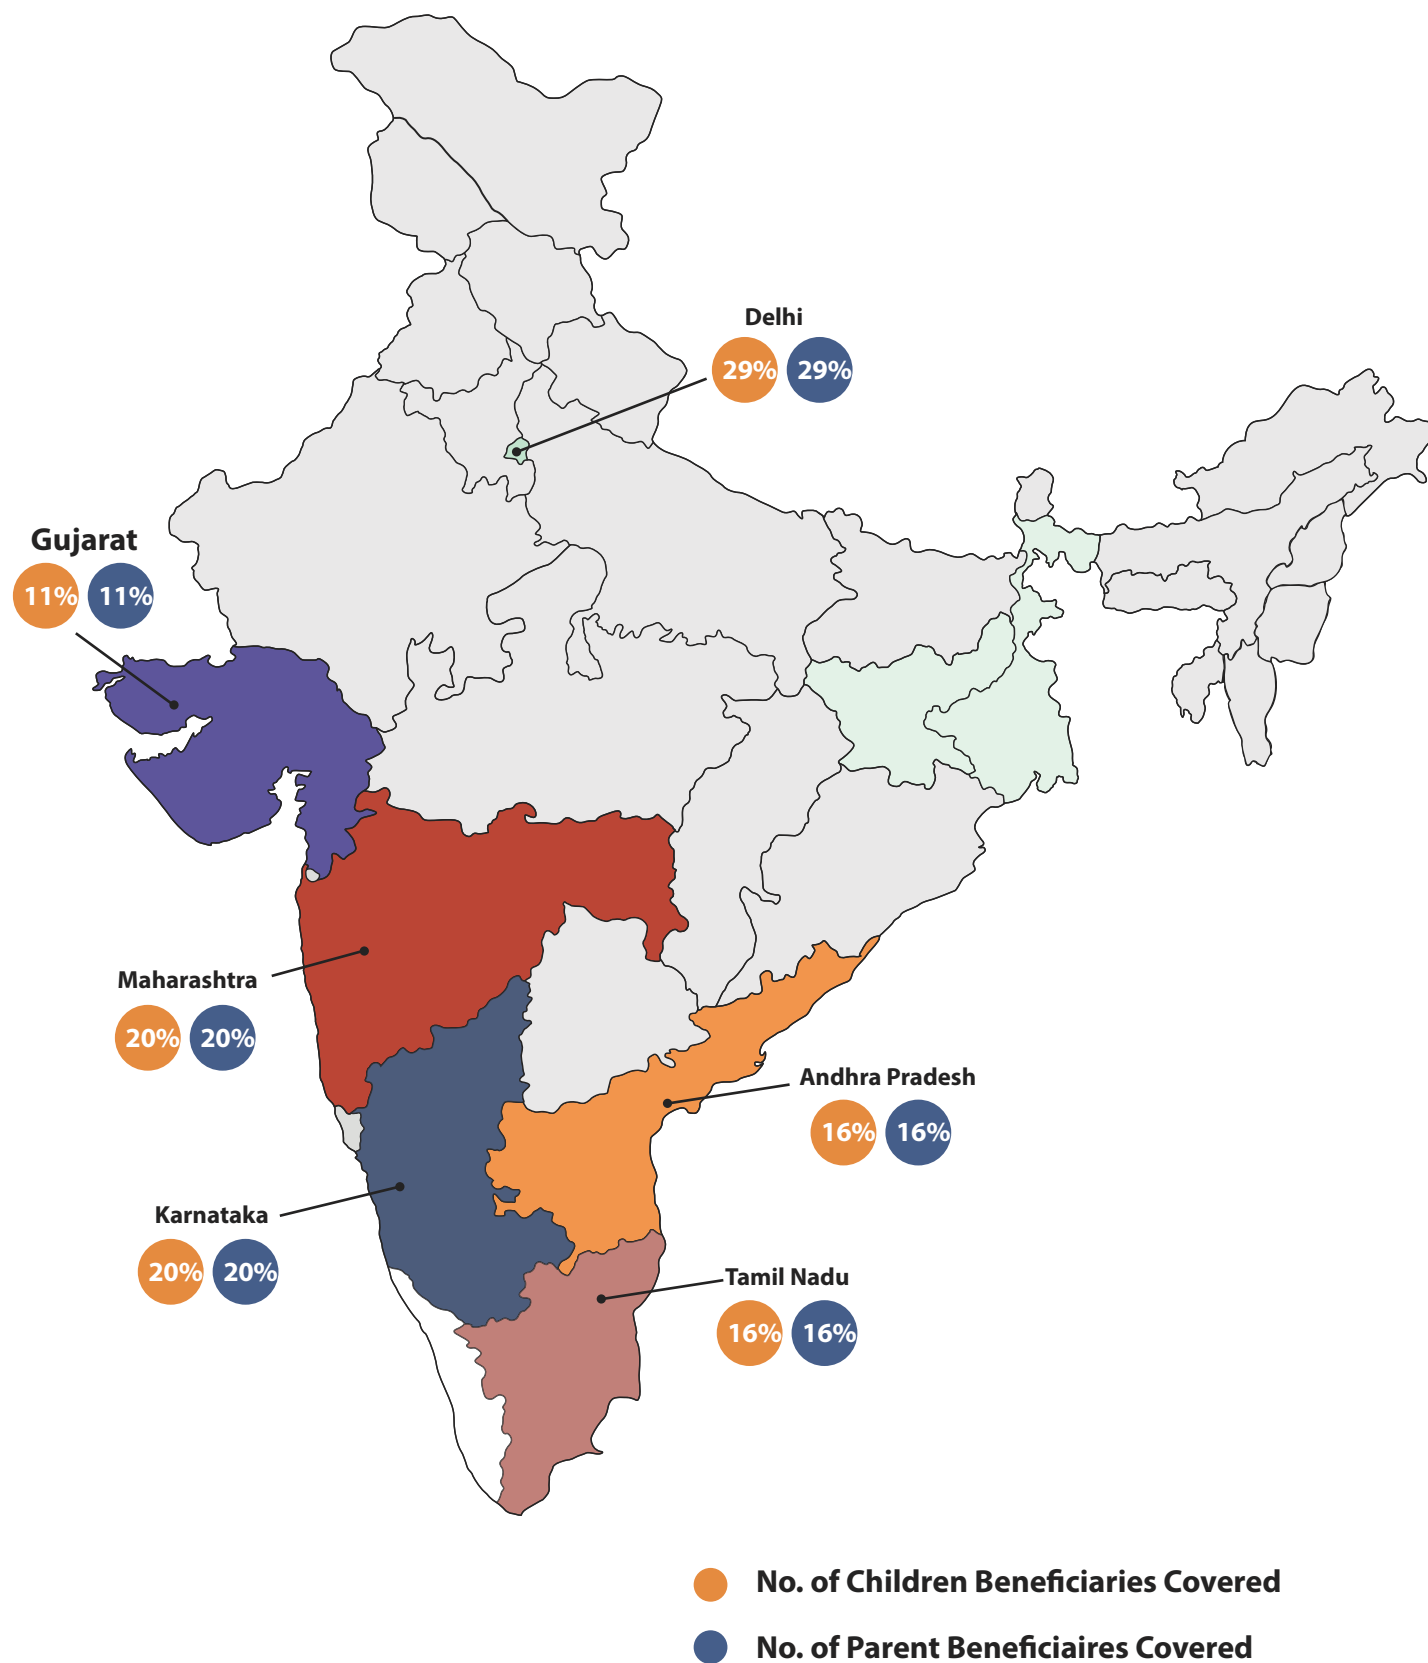 Delhi
29% 29%
Gujarat
11% 11%
Maharashtra
20% 20%
Andhra Pradesh
16% 16%
Karnataka
20% 20%
Tamil Nadu
16% 16%
No. of Children Beneficiaries Covered
No. of Parent Beneficiaires Covered